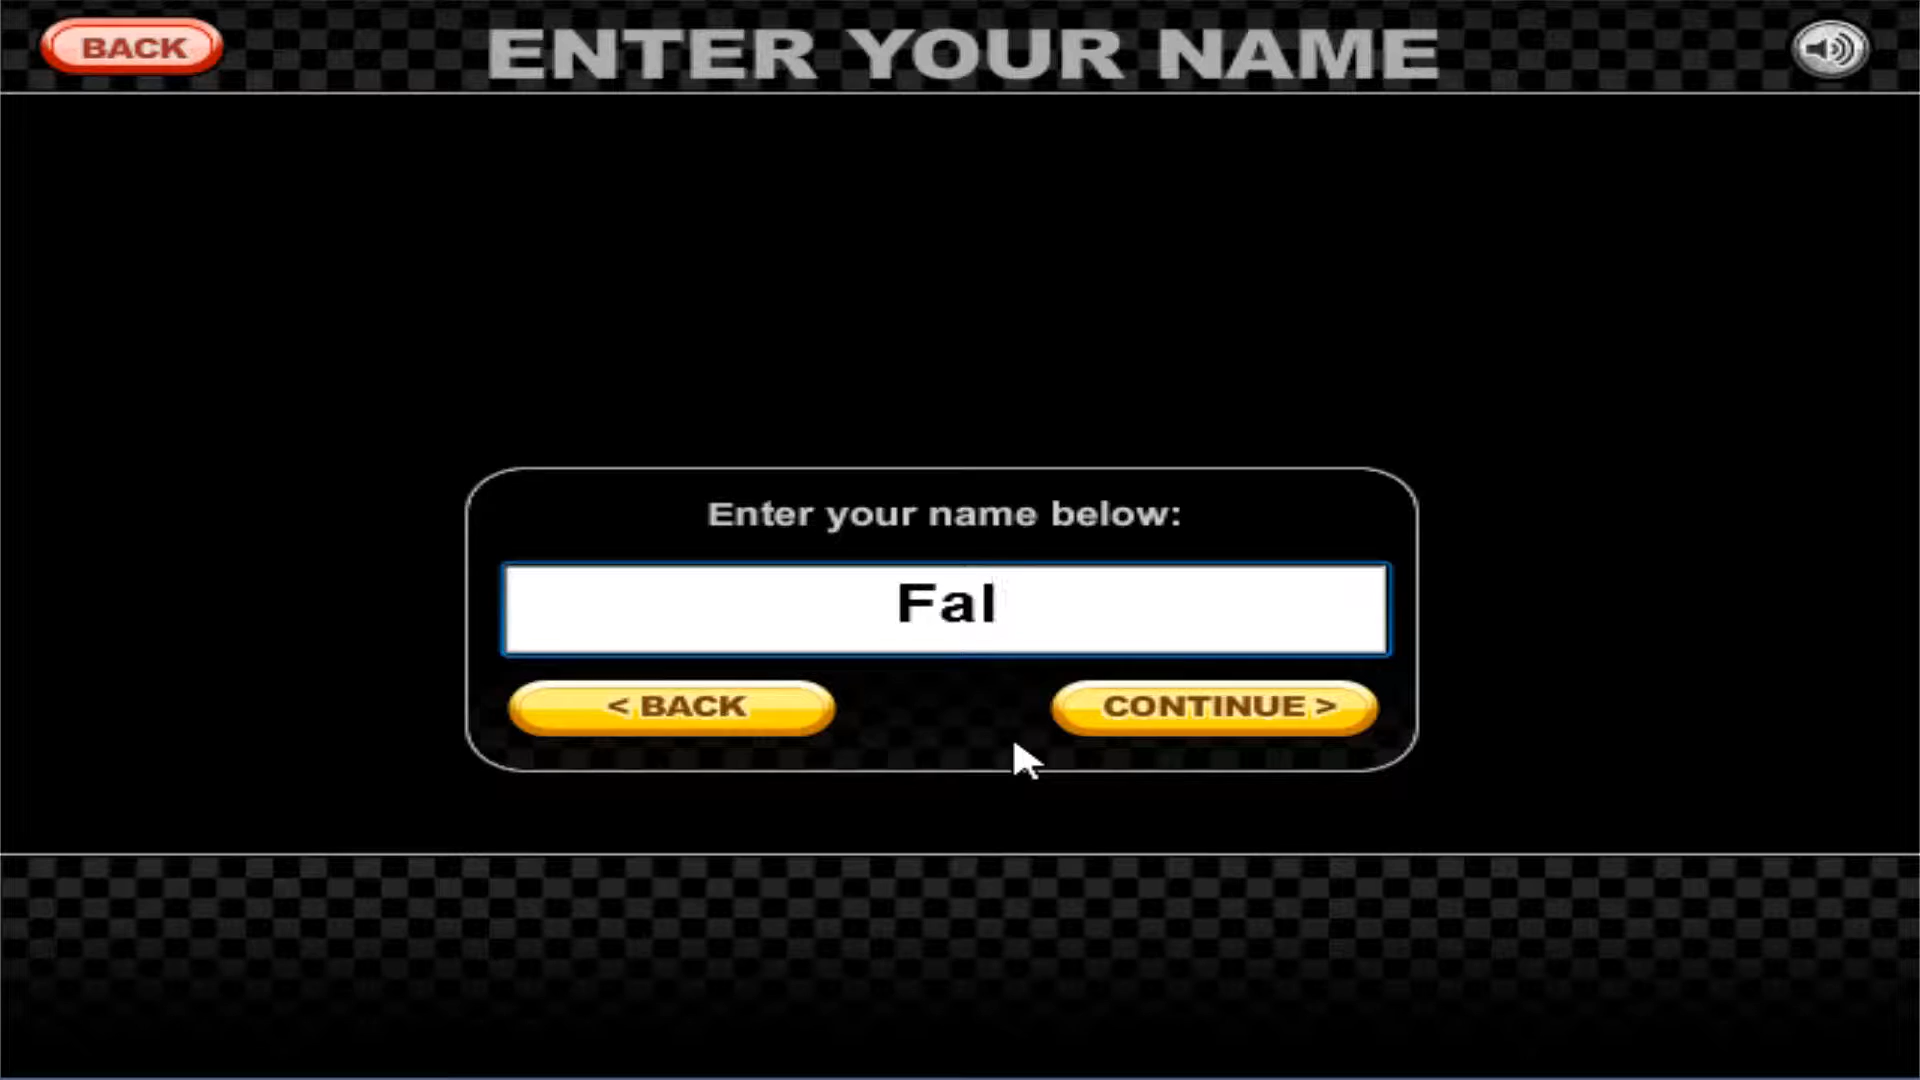 BACK
ENTER YOUR NAME
Enter your name below:
Fal
< BACK
CONTINUE >